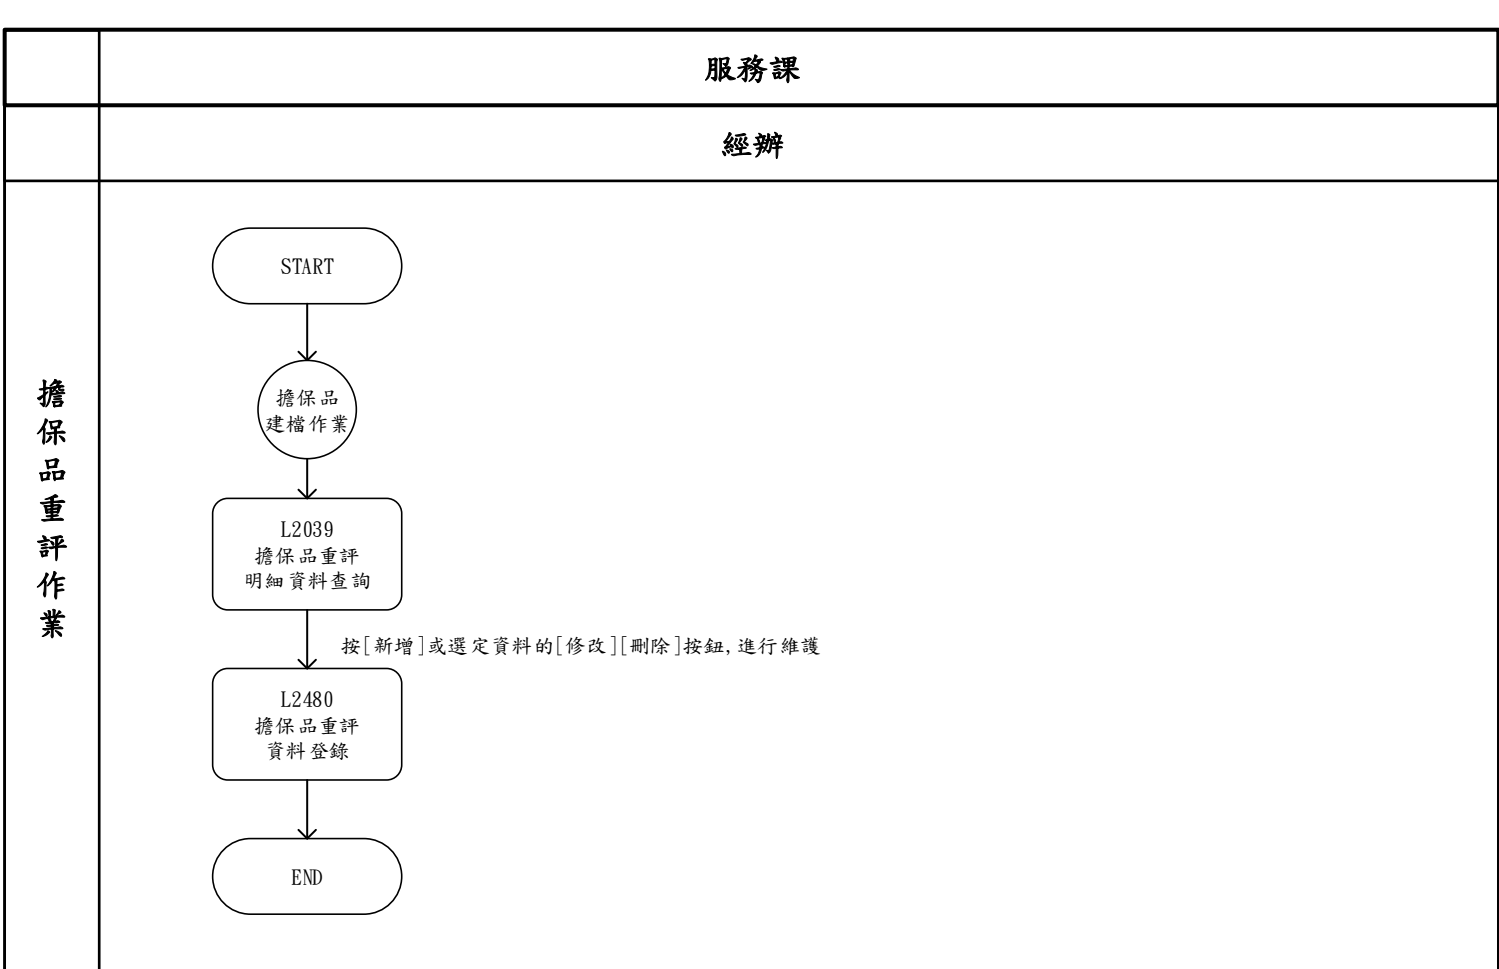 服務課
經辦
擔保品重評作業
START
擔保品
建檔作業
L2039
擔保品重評
明細資料查詢
按[新增]或選定資料的[修改][刪除]按鈕,進行維護
L2480
擔保品重評
資料登錄
END